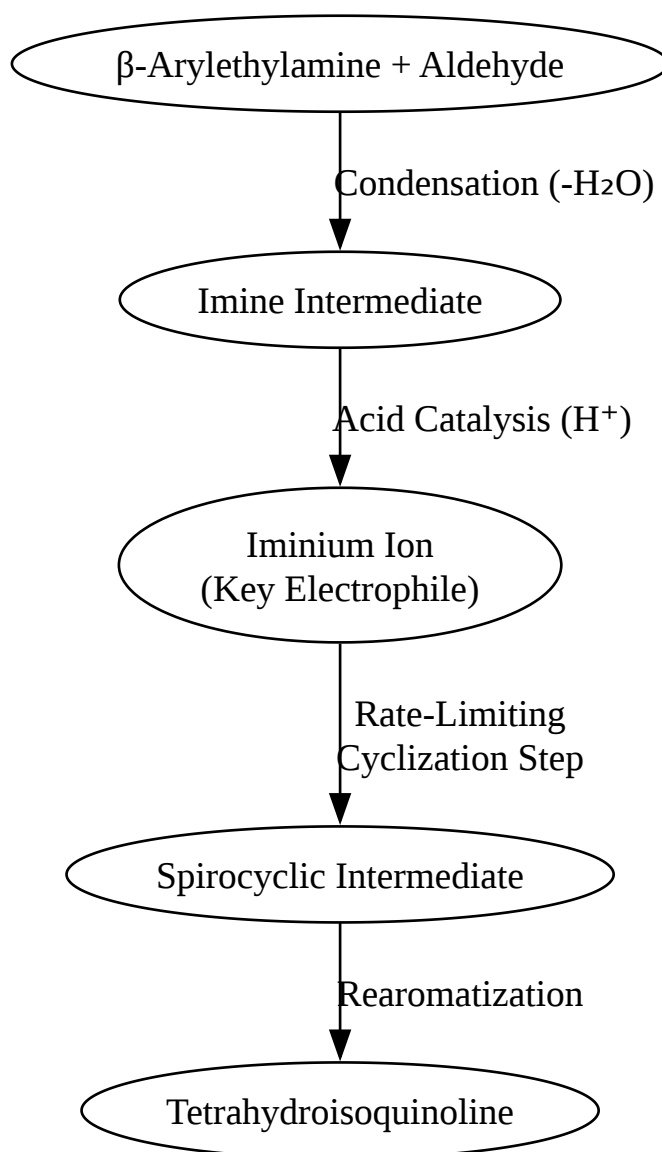 β-Arylethylamine + Aldehyde
Condensation (-H₂O)
Imine Intermediate
Acid Catalysis (H⁺)
Iminium Ion
(Key Electrophile)
Rate-Limiting
Cyclization Step
Spirocyclic Intermediate
Rearomatization
Tetrahydroisoquinoline